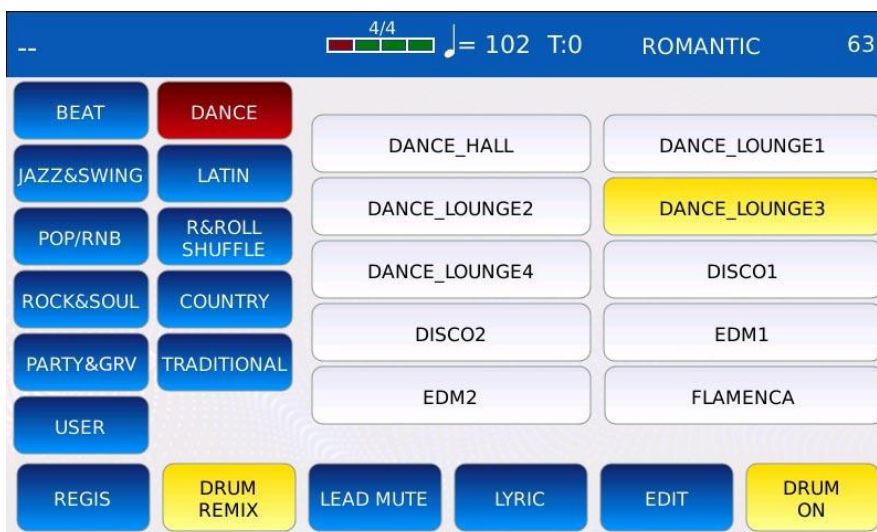 4/4
-- = 102 T:0 ROMANTIC 63
BEAT DANCE
DANCE_HALL DANCE_LOUNGE1
JAZZ&SWING LATIN
DANCE_LOUNGE2 DANCE_LOUNGE3
POP/RNB R&ROLL
SHUFFLE
DANCE_LOUNGE4 DISCO1
ROCK&SOUL COUNTRY
DISCO2 EDM1
PARTY&GRV TRADITIONAL
EDM2 FLAMENCA
USER
REGIS DRUM
REMIX LEAD MUTE LYRIC EDIT DRUM
ON